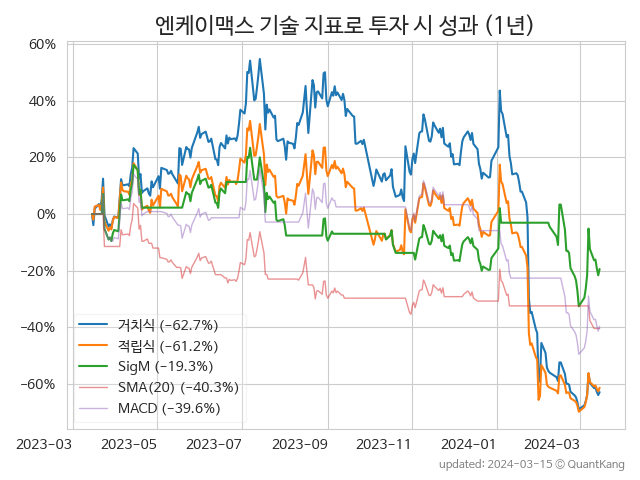 엔케이맥스 기술 지표로 투자 시 성과 (1년)
60%
40%
20%
0%
−20%
−40%
−60%
거치식 (−62.7%)
적립식 (−61.2%)
SigM (−19.3%)
SMA(20) (−40.3%)
MACD (−39.6%)
2023−03 2023−05 2023−07 2023−09 2023−11 2024−01 2024−03
updated: 2024−03−15 © QuantKang